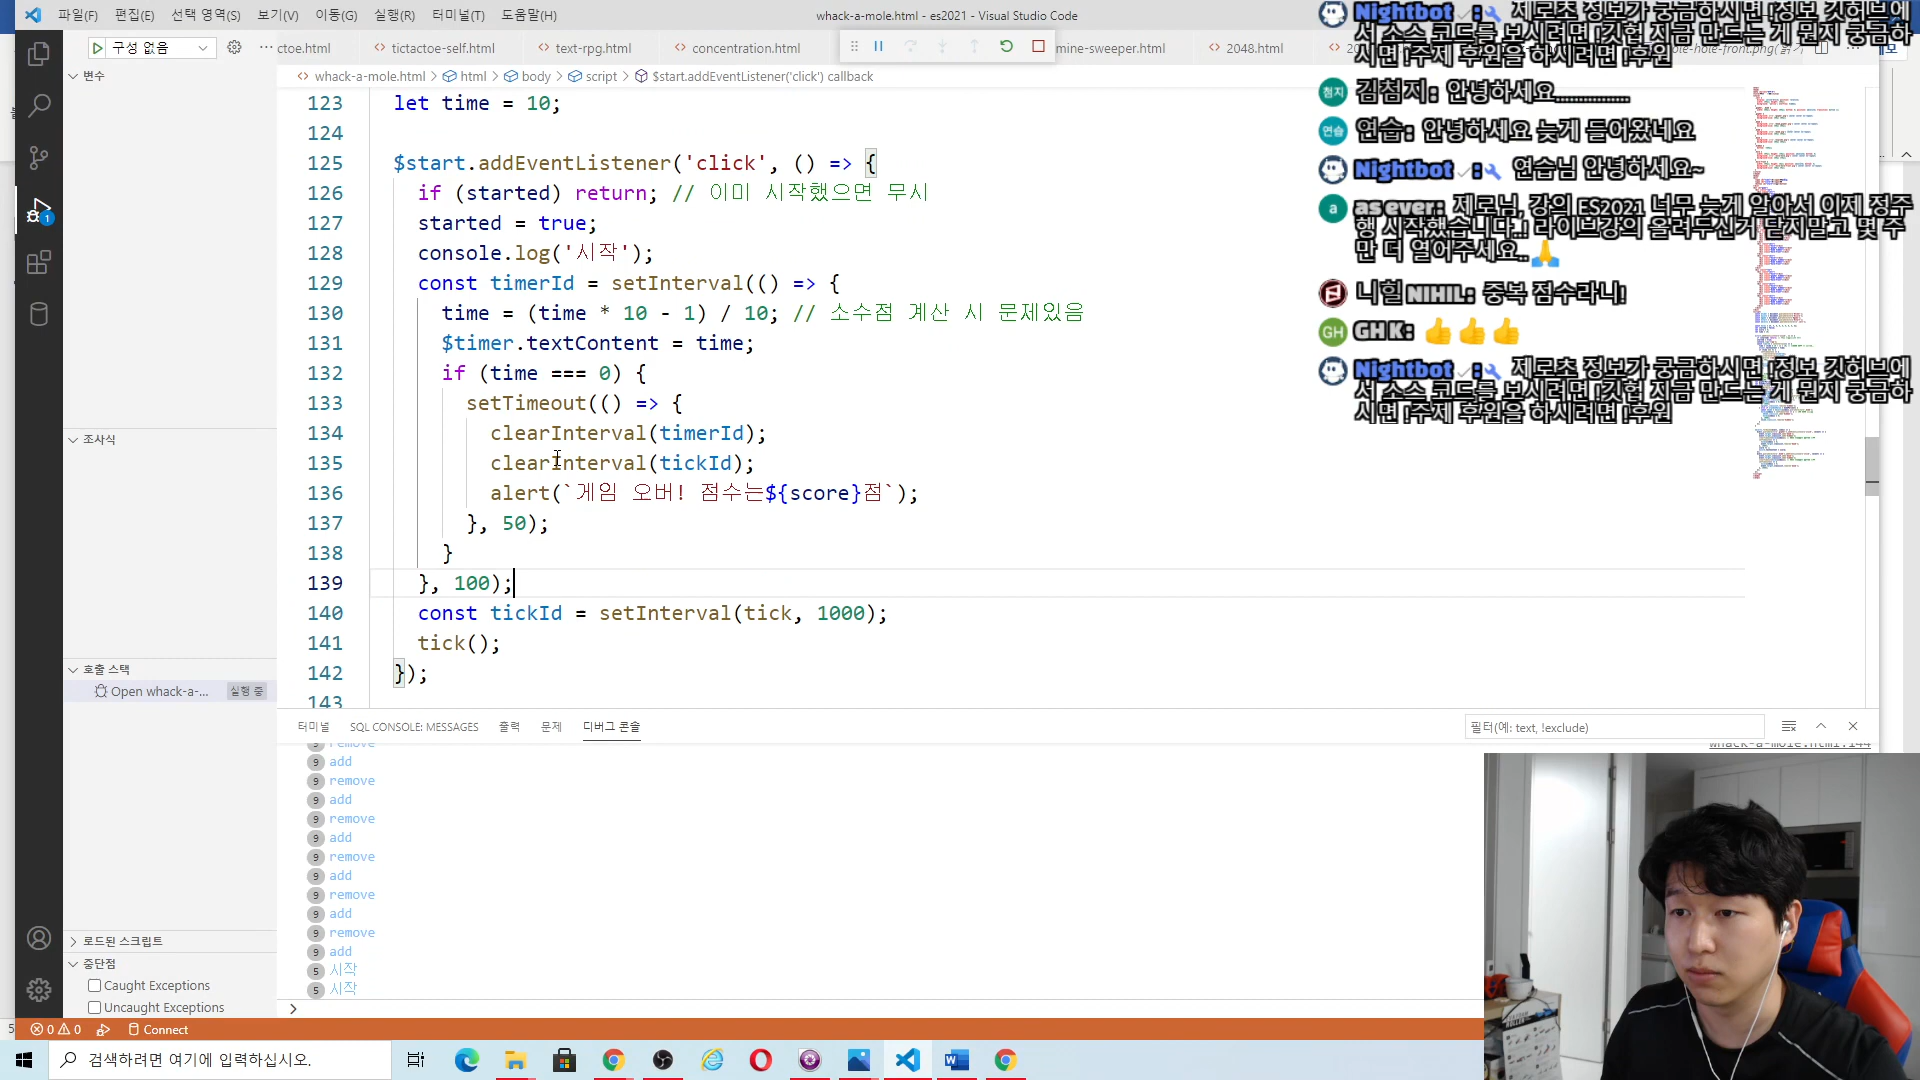 파일(F) 편집(E) 선택 영역(S) 보기(V) 이동(G) 실행(R) 터미널(T) 도움말(H)
whack-a-mole.html - es2021 - Visual Studio Code
구성 없음
ctoe.html tictactoe-self.html text-rpg.html concentration.html mine-sweeper.html 2048.html
whack-a-mole.html > html > body > script > $start.addEventListener('click') callback
변수
조사식
호출 스택
Open whack-a-... 실행 중
로드된 스크립트
중단점
Caught Exceptions
Uncaught Exceptions
123 let time = 10;
124
125 $start.addEventListener('click', () => {
126 if (started) return; // 이미 시작했으면 무시
127 started = true;
128 console.log('시작');
129 const timerId = setInterval(() => {
130 time = (time * 10 - 1) / 10; // 소수점 계산 시 문제있음
131 $timer.textContent = time;
132 if (time === 0) {
133 setTimeout(() => {
134 clearInterval(timerId);
135 clearInterval(tickId);
136 alert(`게임 오버! 점수는${score}점`);
137 }, 50);
138 }
139 }, 100);
140 const tickId = setInterval(tick, 1000);
141 tick();
142 });
143
터미널 SQL CONSOLE: MESSAGES 출력 문제 디버그 콘솔
필터(예: text, !exclude)
whack-a-mole.html:144
9 remove
9 add
9 remove
9 add
9 remove
9 add
9 remove
9 add
9 remove
9 add
9 remove
9 add
5 시작
5 시작
Nightbot: 제로초 정보가 궁금하시면 !정보 깃허브에
서 소스 코드를 보시려면 !깃헙 지금 만드는 게 뭔지 궁금하
시면 !주제 후원을 하시려면 !후원
첨지 김첨지: 안녕하세요..............
연습 연습: 안녕하세요 늦게 들어왔네요
Nightbot: 연습님 안녕하세요~
a as ever: 제로님, 강의 ES2021 너무 늦게 알아서 이제 정주
행 시작했습니다.. 라이브강의 올려두신거 닫지말고 몇 주
만 더 열어주세요.. 🙏
니힐NIHIL: 중복 점수라니!
GH GH K: 👍👍👍
Nightbot: 제로초 정보가 궁금하시면 !정보 깃허브에
서 소스 코드를 보시려면 !깃헙 지금 만드는 게 뭔지 궁금하
시면 !주제 후원을 하시려면 !후원
0 0 Connect
검색하려면 여기에 입력하십시오.